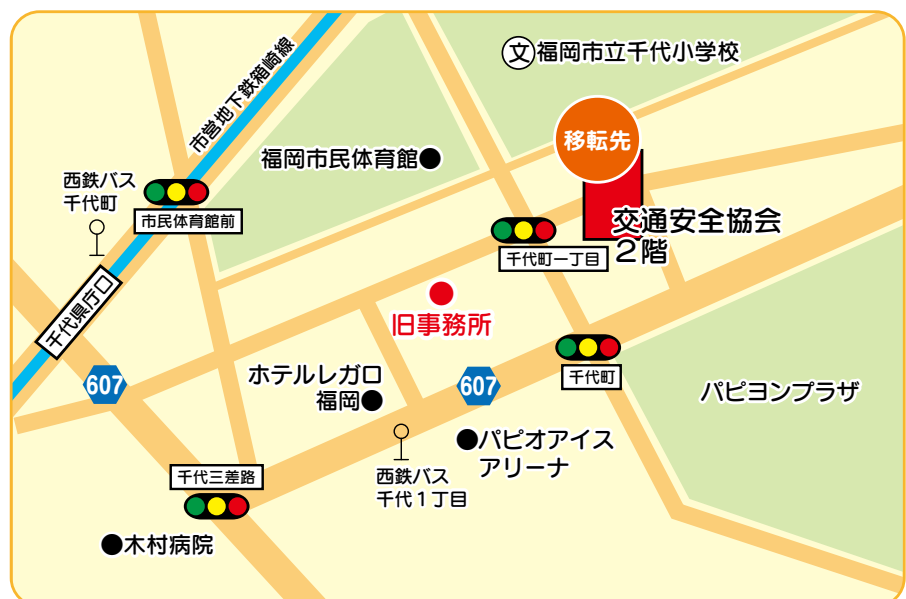 文
福岡市立千代小学校
市営地下鉄箱崎線
移転先
福岡市民体育館
西鉄バス
千代町
市民体育館前
交通安全協会
２階
千代町一丁目
千代県庁口
旧事務所
607
ホテルレガロ
福岡
607
千代町
パピヨンプラザ
パピオアイス
アリーナ
西鉄バス
千代１丁目
千代三差路
木村病院